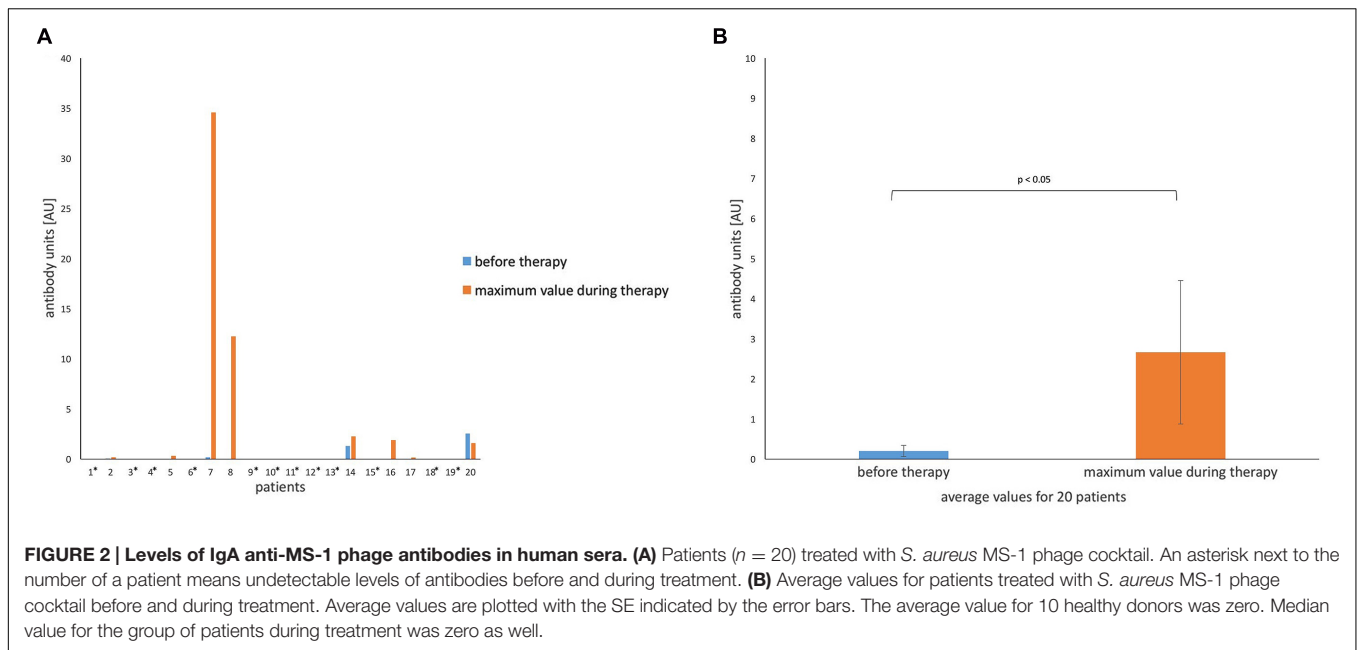 A
B
40
35
30
25
20
15
10
5
0
antibody units [AU]
1* 2 3* 4* 5 6* 7 8 9* 10* 11* 12* 13* 14 15* 16 17 18* 19* 20
patients
before therapy
maximum value during therapy
10
9
8
7
6
5
4
3
2
1
0
antibody units [AU]
p < 0.05
before therapy maximum value during therapy
average values for 20 patients
FIGURE 2 | Levels of IgA anti-MS-1 phage antibodies in human sera. (A) Patients (n = 20) treated with S. aureus MS-1 phage cocktail. An asterisk next to the
number of a patient means undetectable levels of antibodies before and during treatment. (B) Average values for patients treated with S. aureus MS-1 phage
cocktail before and during treatment. Average values are plotted with the SE indicated by the error bars. The average value for 10 healthy donors was zero. Median
value for the group of patients during treatment was zero as well.